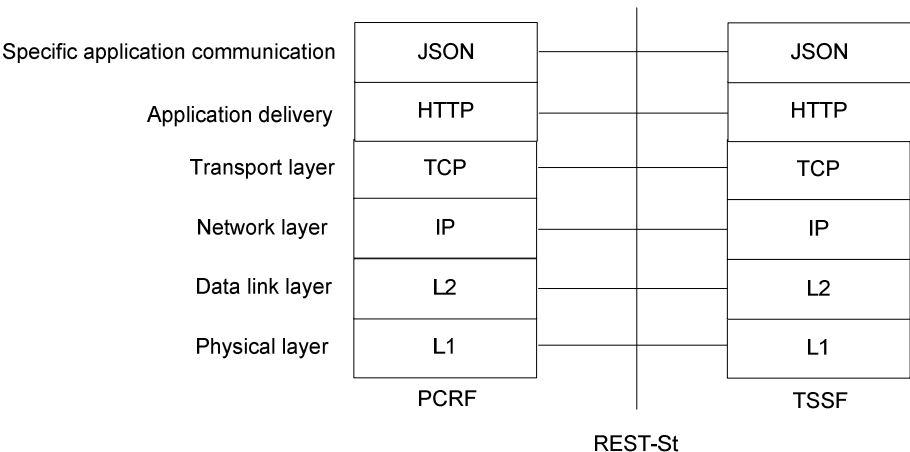 Specific application communication JSON JSON
Application delivery HTTP HTTP
Transport layer TCP TCP
Network layer IP IP
Data link layer L2 L2
Physical layer L1 L1
PCRF TSSF
REST-St